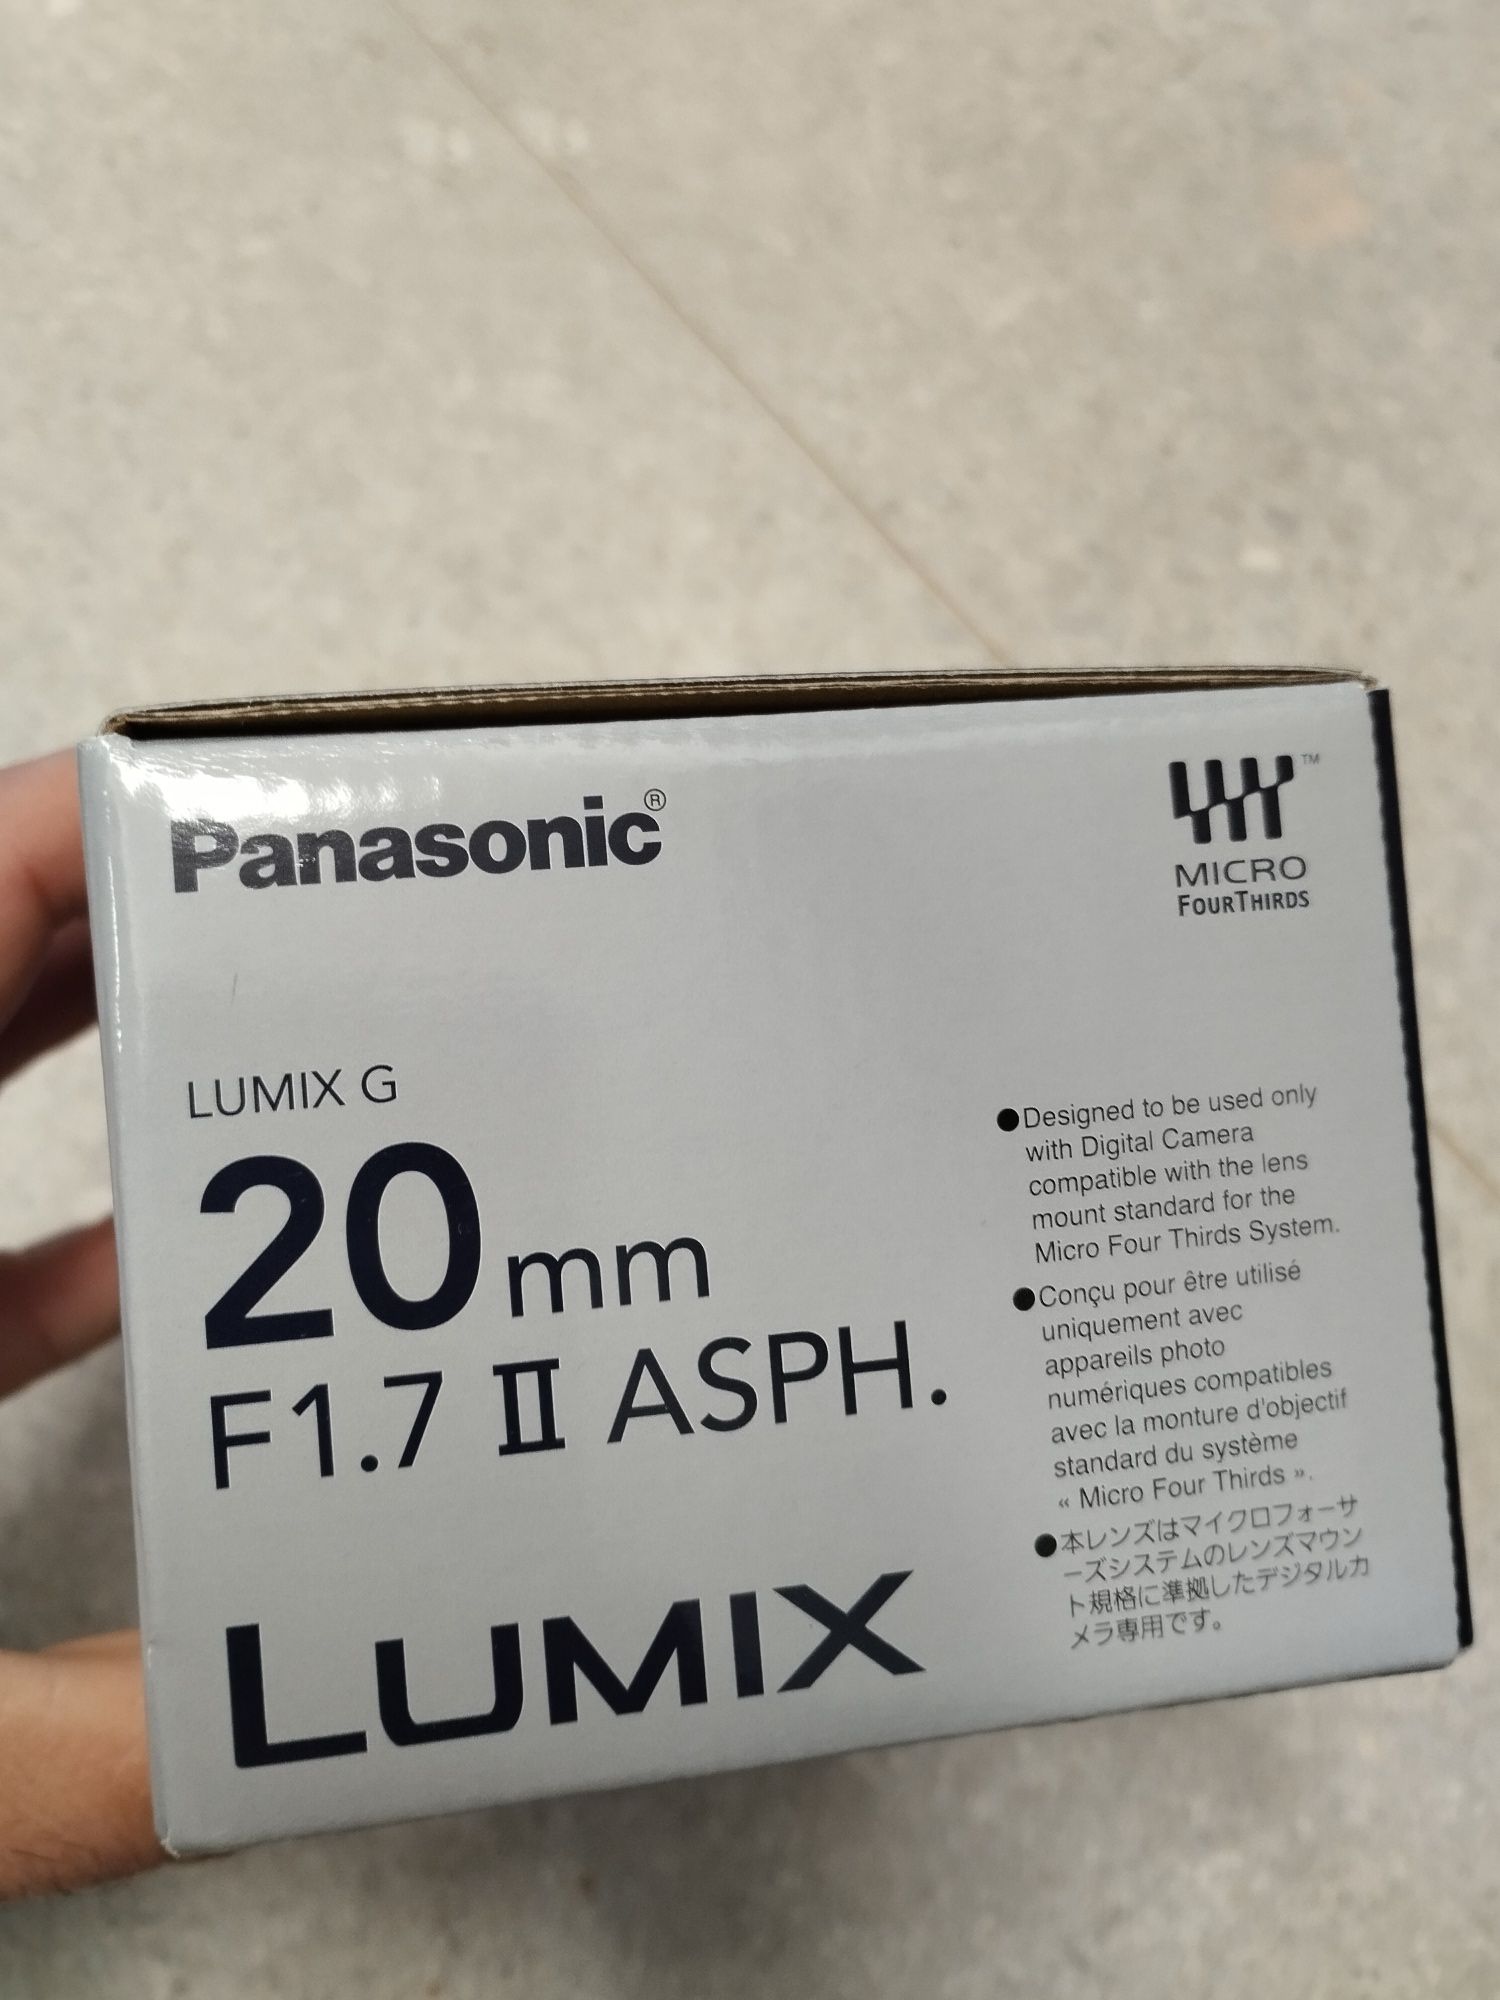 Panasonic®
MICRO
FOURTHIRDS
™
LUMIX G
20mm
F1.7 II ASPH.
LUMIX
●Designed to be used only
with Digital Camera
compatible with the lens
mount standard for the
Micro Four Thirds System.
●Conçu pour être utilisé
uniquement avec
appareils photo
numériques compatibles
avec la monture d'objectif
standard du système
« Micro Four Thirds ».
●本レンズはマイクロフォーサ
ーズシステムのレンズマウン
ト規格に準拠したデジタルカ
メラ専用です。